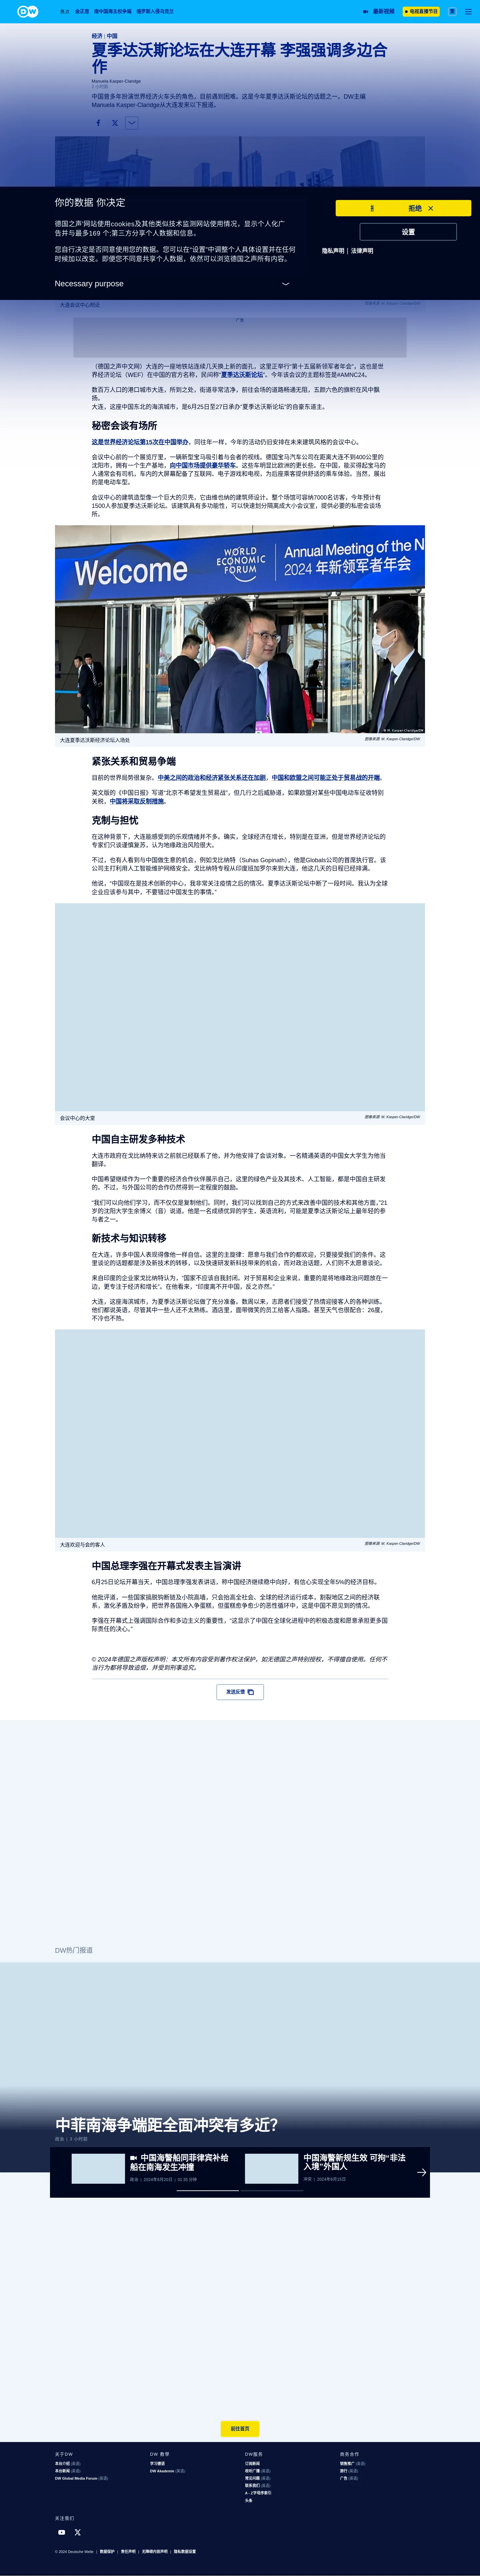 DW
焦点 金正恩 继中国海主权争端 俄罗斯入侵乌克兰
最新视频 电视直播节目 繁
经济 | 中国
夏季达沃斯论坛在大连开幕 李强强调多边合
作
Manuela Kasper-Claridge
2 小时前
中国曾多年扮演世界经济火车头的角色，目前遇到困难。这是今年夏季达沃斯论坛的话题之一。DW主编
Manuela Kasper-Claridge从大连发来以下报道。
你的数据 你决定
德国之声'网站使用cookies及其他类似技术监测网站使用情况，显示个人化广
告并与最多169 个;第三方分享个人数据和信息。
您自行决定是否同意使用您的数据。您可以在"设置"中调整个人具体设置并在任何
时候加以改变。即便您不同意共享个人数据，依然可以浏览德国之声所有内容。
Necessary purpose
拒绝
设置
隐私声明 | 法律声明
大连会议中心附近
图像来源: M. Kasper-Claridge/DW
广告
（德国之声中文网）大连的一座地铁站连续几天换上新的面孔。这里正举行"第十五届新领军者年会"。这也是世
界经济论坛（WEF）在中国的官方名称，民间称"夏季达沃斯论坛"。今年该会议的主题标签是#AMNC24。
数百万人口的港口城市大连，所到之处，街道非常洁净，前往会场的道路畅通无阻，五颜六色的旗帜在风中飘
扬。
大连，这座中国东北的海滨城市，是6月25日至27日承办"夏季达沃斯论坛"的自豪东道主。
秘密会谈有场所
这是世界经济论坛第15次在中国举办。同往年一样，今年的活动仍旧安排在未来建筑风格的会议中心。
会议中心前的一个展览厅里，一辆新型宝马吸引着与会者的视线。德国宝马汽车公司在距离大连不到400公里的
沈阳市，拥有一个生产基地，向中国市场提供豪华轿车。这些车明显比欧洲的更长些。在中国，能买得起宝马的
人通常会有司机。车内的大屏幕配备了互联网、电子游戏和电视，为后座乘客提供舒适的乘车体验。当然，展出
的是电动车型。
会议中心的建筑造型像一个巨大的贝壳。它由维也纳的建筑师设计。整个场馆可容纳7000名访客，今年预计有
1500人参加夏季达沃斯论坛。该建筑具有多功能性，可以快速划分隔离成大小会议室，提供必要的私密会谈场
所。
Welcome
WORLD
ECONOMIC
FORUM
Annual Meeting of the N
2024 年新领军者年会
© M. Kasper-Claridge/DW
大连夏季达沃斯经济论坛入场处
图像来源: M. Kasper-Claridge/DW
紧张关系和贸易争端
目前的世界局势很复杂。中美之间的政治和经济紧张关系还在加剧，中国和欧盟之间可能正处于贸易战的开端。
英文版的《中国日报》写道"北京不希望发生贸易战"，但几行之后威胁道，如果欧盟对某些中国电动车征收特别
关税，中国将采取反制措施。
克制与担忧
在这种背景下，大连能感受到的乐观情绪并不多。确实，全球经济在增长，特别是在亚洲，但是世界经济论坛的
专家们只谈谨慎复苏，认为地缘政治风险很大。
不过，也有人看到与中国做生意的机会，例如戈比纳特（Suhas Gopinath），他是Globals公司的首席执行官。该
公司主打利用人工智能维护网络安全。戈比纳特专程从印度班加罗尔来到大连，他这几天的日程已经排满。
他说，"中国现在是技术创新的中心，我非常关注疫情之后的情况。夏季达沃斯论坛中断了一段时间。我认为全球
企业应该参与其中，不要错过中国发生的事情。"
会议中心的大堂
图像来源: M. Kasper-Claridge/DW
中国自主研发多种技术
大连市政府在戈比纳特来访之前就已经联系了他，并为他安排了会谈对象。一名精通英语的中国女大学生为他当
翻译。
中国希望继续作为一个重要的经济合作伙伴展示自己，这里的绿色产业及其技术、人工智能，都是中国自主研发
的。不过，与外国公司的合作仍然得到一定程度的鼓励。
"我们可以向他们学习，而不仅仅是复制他们。同时，我们可以找到自己的方式来改善中国的技术和其他方面，"21
岁的沈阳大学生余博义（音）说道。他是一名成绩优异的学生，英语流利，可能是夏季达沃斯论坛上最年轻的参
与者之一。
新技术与知识转移
在大连，许多中国人表现得像他一样自信。这里的主旋律：愿意与我们合作的都欢迎，只要接受我们的条件。这
里谈论的话题都是涉及新技术的转移，以及快速研发新科技带来的机会，而对政治话题，人们则不太愿意谈论。
来自印度的企业家戈比纳特认为，"国家不应该自我封闭。对于贸易和企业来说，重要的是将地缘政治问题放在一
边，更专注于经济和增长"。在他看来，"印度离不开中国，反之亦然。"
大连，这座海滨城市，为夏季达沃斯论坛做了充分准备。数周以来，志愿者们接受了热情迎接客人的各种训练。
他们都说英语，尽管其中一些人还不太熟练。酒店里，面带微笑的员工给客人指路。甚至天气也很配合：26度，
不冷也不热。
大连欢迎与会的客人
图像来源: M. Kasper-Claridge/DW
中国总理李强在开幕式发表主旨演讲
6月25日论坛开幕当天，中国总理李强发表讲话，称中国经济继续稳中向好，有信心实现全年5%的经济目标。
他批评道，一些国家搞脱钩断链及小院高墙，只会抬高全社会、全球的经济运行成本，割裂地区之间的经济联
系，激化矛盾及纷争，把世界各国拖入争蛋糕，但蛋糕愈争愈少的恶性循环中，这是中国不愿见到的情况。
李强在开幕式上强调国际合作和多边主义的重要性，"这显示了中国在全球化进程中的积极态度和愿意承担更多国
际责任的决心。"
© 2024年德国之声版权声明：本文所有内容受到著作权法保护，如无德国之声特别授权，不得擅自使用。任何不
当行为都将导致追偿，并受到刑事追究。
发送反馈
DW热门报道
中菲南海争端距全面冲突有多近？
政治 | 3 小时前
中国海警船同菲律宾补给
船在南海发生冲撞
政治 | 2024年6月20日
中国海警新规生效 可拘"非法
入境"外国人
2024年6月15日
前往首页
关于DW
本台介绍 (英语)
本台新闻 (英语)
DW Global Media Forum (英语)
DW 教学
学习德语
DW Akademie (英语)
DW服务
订阅新闻
收听广播 (英语)
常见问题 (英语)
联系我们 (英语)
A - Z字母序索引
头条
商务合作
销售推广 (英语)
旅行 (英语)
广告 (英语)
关注我们
© 2024 Deutsche Welle | 数据保护 | 责任声明 | 无障碍内容声明 | 隐私数据设置